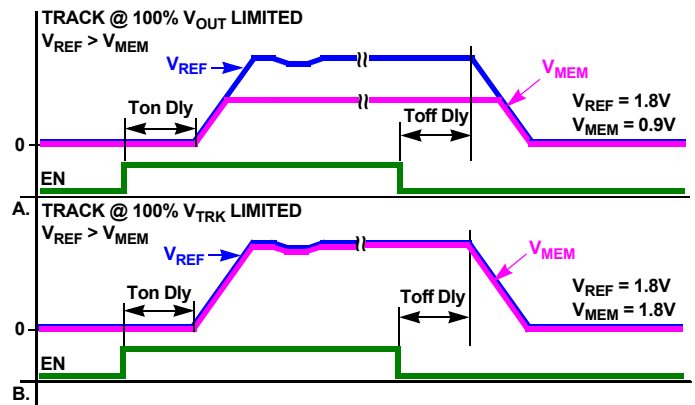 TRACK @ 100% VOUT LIMITED
VREF > VMEM
VREF
VMEM
Ton Dly
Toff Dly
VREF = 1.8V
VMEM = 0.9V
0
EN
A.
TRACK @ 100% VTRK LIMITED
VREF > VMEM
VREF
VMEM
Ton Dly
Toff Dly
VREF = 1.8V
VMEM = 1.8V
0
EN
B.